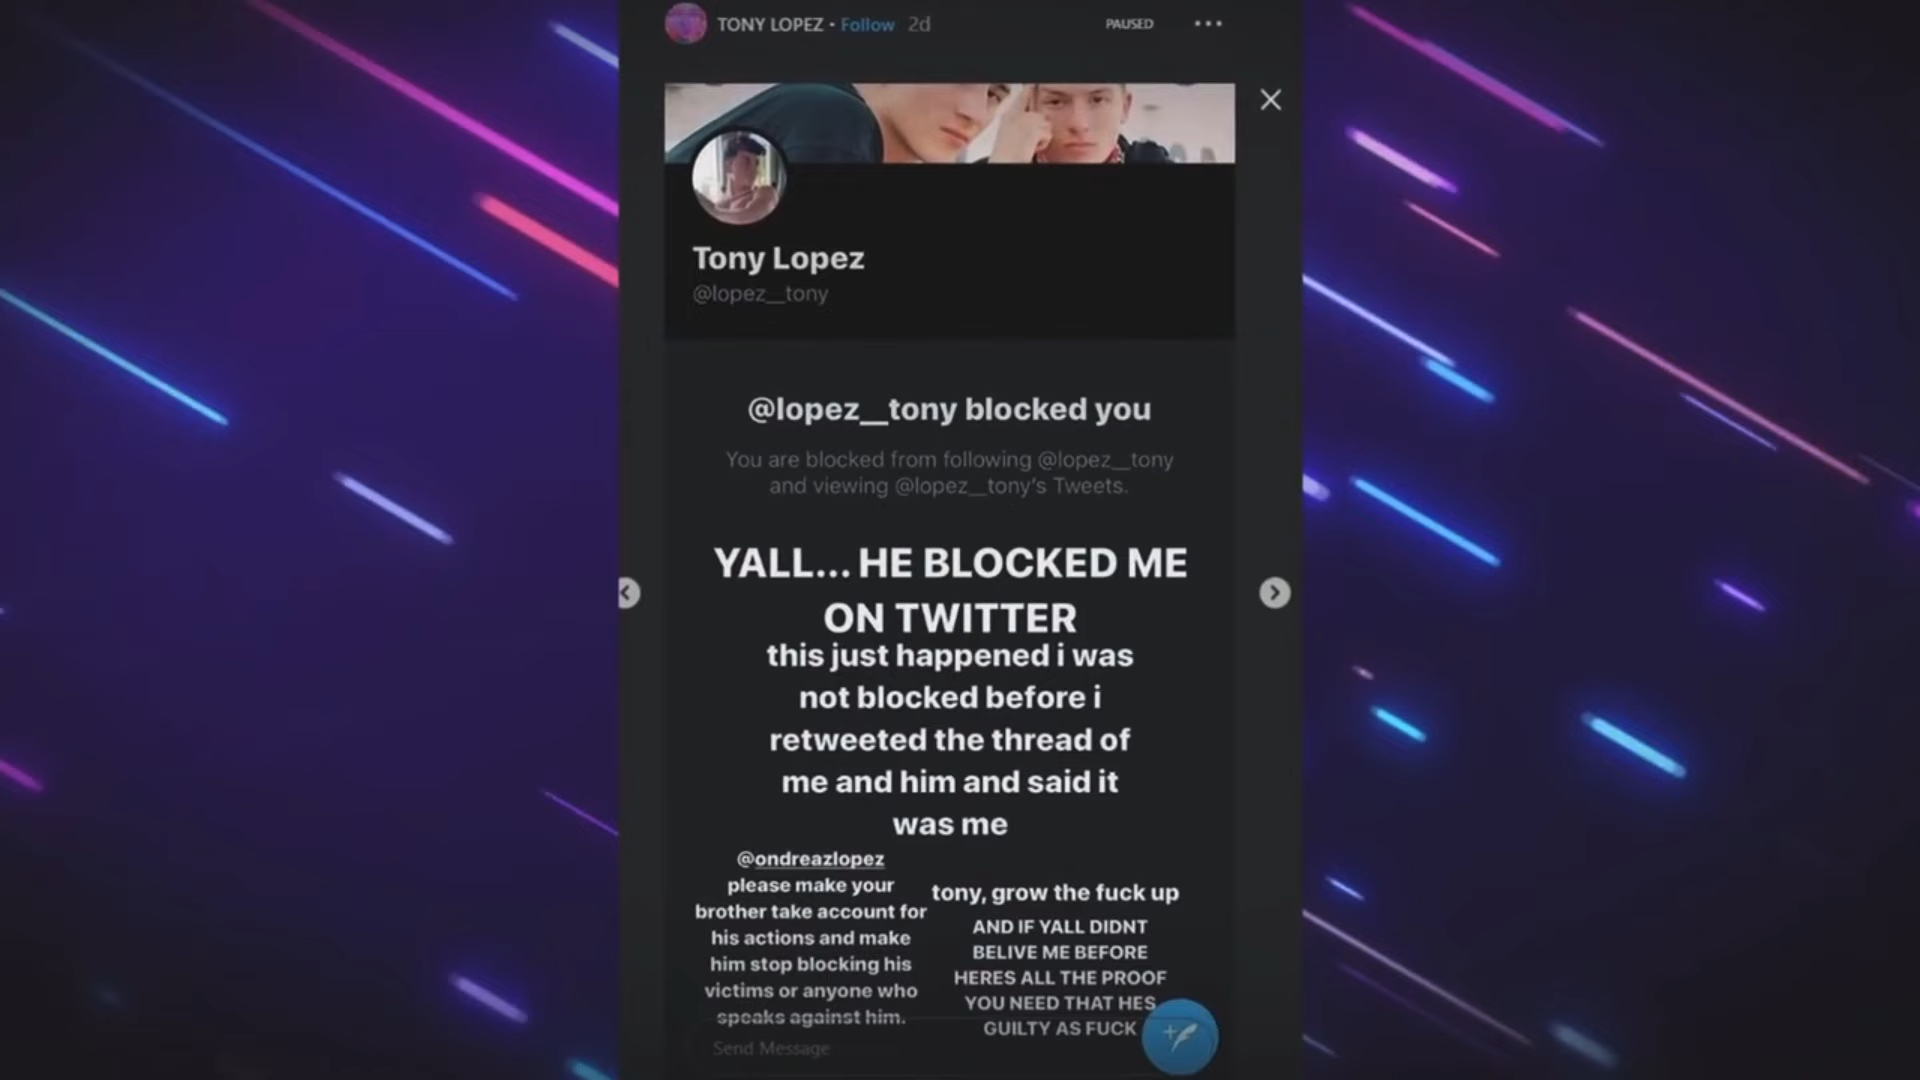 TONY LOPEZ • Follow 2d
PAUSED
Tony Lopez
@lopez__tony
@lopez__tony blocked you
You are blocked from following @lopez__tony
and viewing @lopez__tony's Tweets.
YALL... HE BLOCKED ME
ON TWITTER
this just happened i was
not blocked before i
retweeted the thread of
me and him and said it
was me
@ondreazlopez
please make your
brother take account for
his actions and make
him stop blocking his
victims or anyone who
speaks against him.
tony, grow the fuck up
AND IF YALL DIDNT
BELIVE ME BEFORE
HERES ALL THE PROOF
YOU NEED THAT HES
GUILTY AS FUCK
Send Message